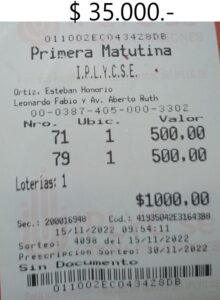 $ 35.000.-
011002EC043428DB
Primera Matutina
I.P.L.Y.C.S.E.
Ortiz. Esteban Honorio
Leonardo Fabio y Av. Aberto Ruth
00-0387-405-000-3302
Nro. Ubic. Valor
71 1 500.00
79 1 500.00
Loterias: 1
$1000.00
Sec.: 200016948 Cod.: 41935042E3164388
15/11/2022 09:54:11
Sorteo: 4098 del 15/11/2022
Prescripcion Sorteo: 30/11/2022
Sin Documento
011002EC043428DB